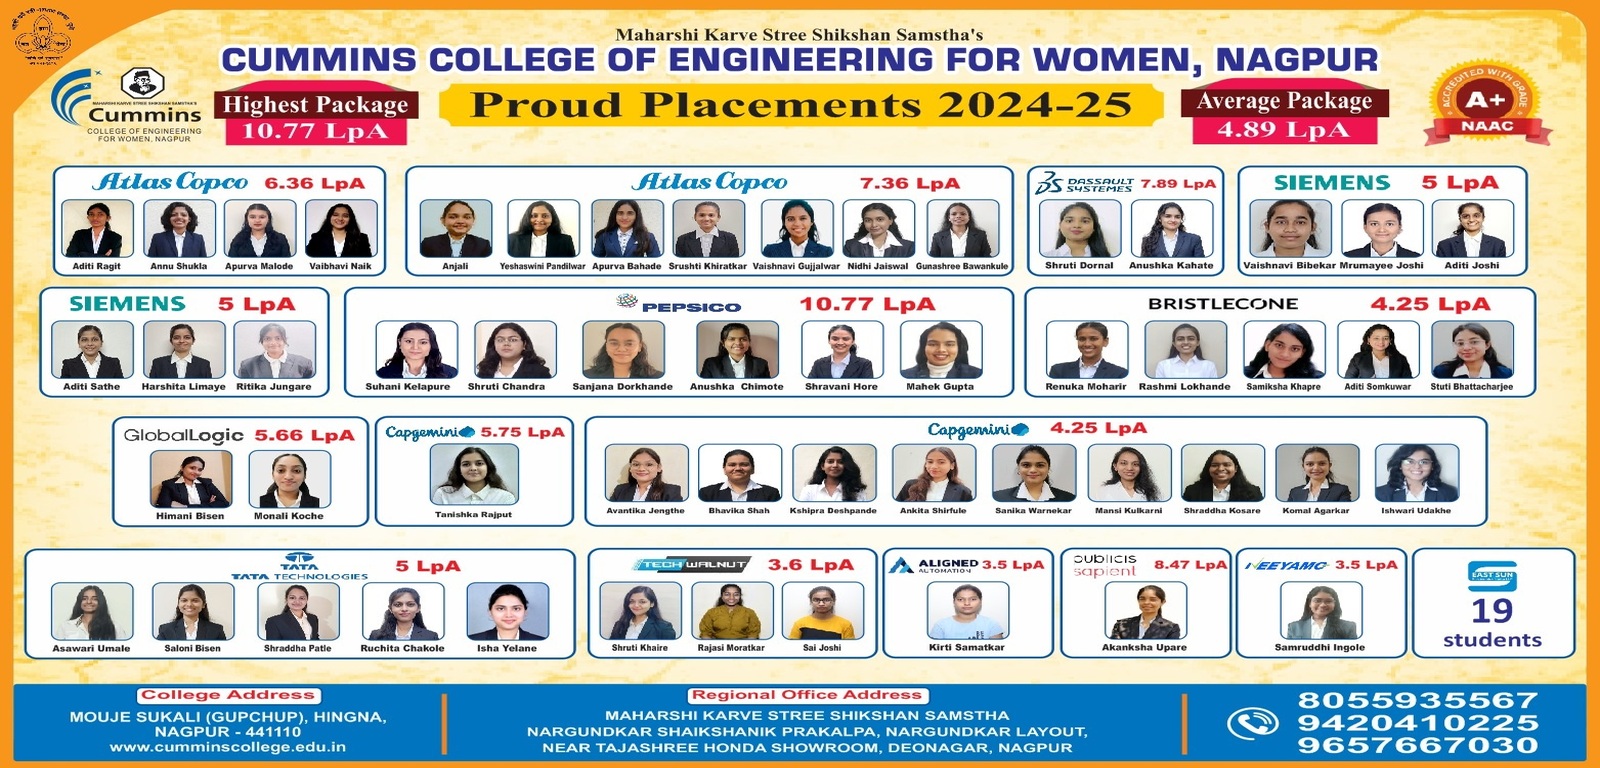 Maharshi Karve Stree Shikshan Samstha's
CUMMINS COLLEGE OF ENGINEERING FOR WOMEN, NAGPUR
MAHARSHI KARVE STREE SHIKSHAN SAMSTHA'S
Cummins
COLLEGE OF ENGINEERING
FOR WOMEN, NAGPUR
Highest Package
10.77 LpA
Proud Placements 2024-25
Average Package
4.89 LpA
ACCREDITED WITH GRADE
A+
NAAC
Atlas Copco 6.36 LpA
Aditi Ragit Annu Shukla Apurva Malode Vaibhavi Naik
Atlas Copco 7.36 LpA
Anjali Yeshaswini Pandilwar Apurva Bahade Srushti Khiratkar Vaishnavi Gujjalwar Nidhi Jaiswal Gunashree Bawankule
DASSAULT SYSTEMES 7.89 LpA
Shruti Dornal Anushka Kahate
SIEMENS 5 LpA
Vaishnavi Bibekar Mrumayee Joshi Aditi Joshi
SIEMENS 5 LpA
Aditi Sathe Harshita Limaye Ritika Jungare
PEPSICO 10.77 LpA
Suhani Kelapure Shruti Chandra Sanjana Dorkhande Anushka Chimote Shravani Hore Mahek Gupta
BRISTLECONE 4.25 LpA
Renuka Moharir Rashmi Lokhande Samiksha Khapre Aditi Somkuwar Stuti Bhattacharjee
GlobalLogic 5.66 LpA
Himani Bisen Monali Koche
Capgemini 5.75 LpA
Tanishka Rajput
Capgemini 4.25 LpA
Avantika Jengthe Bhavika Shah Kshipra Deshpande Ankita Shirfule Sanika Warnekar Mansi Kulkarni Shraddha Kosare Komal Agarkar Ishwari Udakhe
TATA
TATA TECHNOLOGIES 5 LpA
Asawari Umale Saloni Bisen Shraddha Patle Ruchita Chakole Isha Yelane
TECH WALNUT 3.6 LpA
Shruti Khaire Rajasi Moratkar Sai Joshi
ALIGNED AUTOMATION 3.5 LpA
Kirti Samatkar
publicis
sapient 8.47 LpA
Akanksha Upare
NEEYAMO 3.5 LpA
Samruddhi Ingole
EAST SUN
19
students
College Address
MOUJE SUKALI (GUPCHUP), HINGNA,
NAGPUR - 441110
www.cumminscollege.edu.in
Regional Office Address
MAHARSHI KARVE STREE SHIKSHAN SAMSTHA
NARGUNDKAR SHAIKSHANIK PRAKALPA, NARGUNDKAR LAYOUT,
NEAR TAJASHREE HONDA SHOWROOM, DEONAGAR, NAGPUR
8055935567
9420410225
9657667030